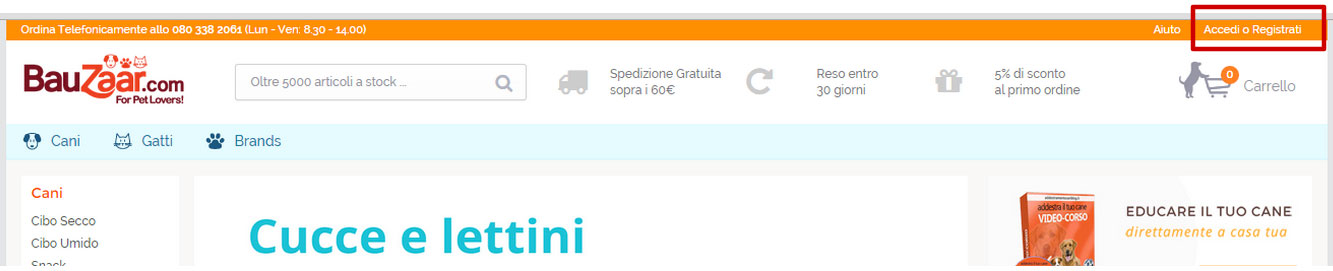 Ordina Telefonicamente allo 080 338 2061 (Lun - Ven: 8.30 - 14.00)
Aiuto
Accedi o Registrati
BauZaar.com
For Pet Lovers!
Oltre 5000 articoli a stock ...
Spedizione Gratuita
sopra i 60€
Reso entro
30 giorni
5% di sconto
al primo ordine
0
Carrello
Cani
Gatti
Brands
Cani
Cibo Secco
Cibo Umido
Snack
Cucce e lettini
addestra il tuo cane
VIDEO-CORSO
EDUCARE IL TUO CANE
direttamente a casa tua